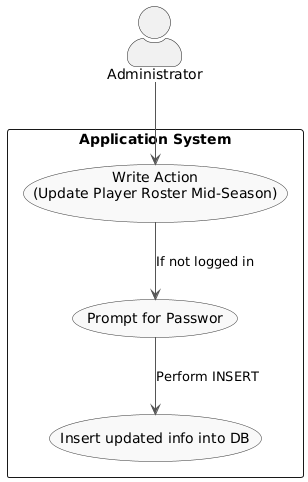 Administrator
Application System
Write Action
(Update Player Roster Mid-Season)
If not logged in
Prompt for Passwor
Perform INSERT
Insert updated info into DB